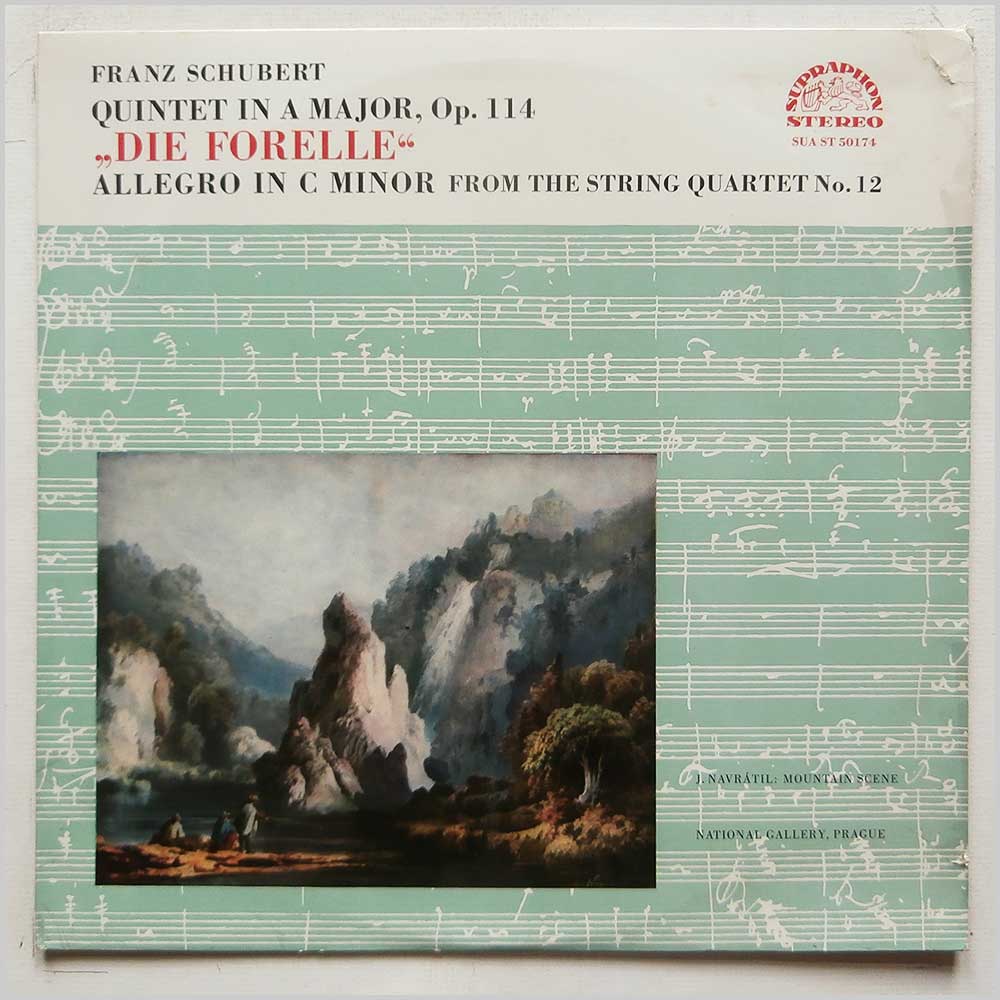 FRANZ SCHUBERT
QUINTET IN A MAJOR, Op. 114
„DIE FORELLE“
ALLEGRO IN C MINOR FROM THE STRING QUARTET No. 12
SUPRAPHON
STEREO
SUA ST 50174
J. NAVRÁTIL: MOUNTAIN SCENE
NATIONAL GALLERY, PRAGUE